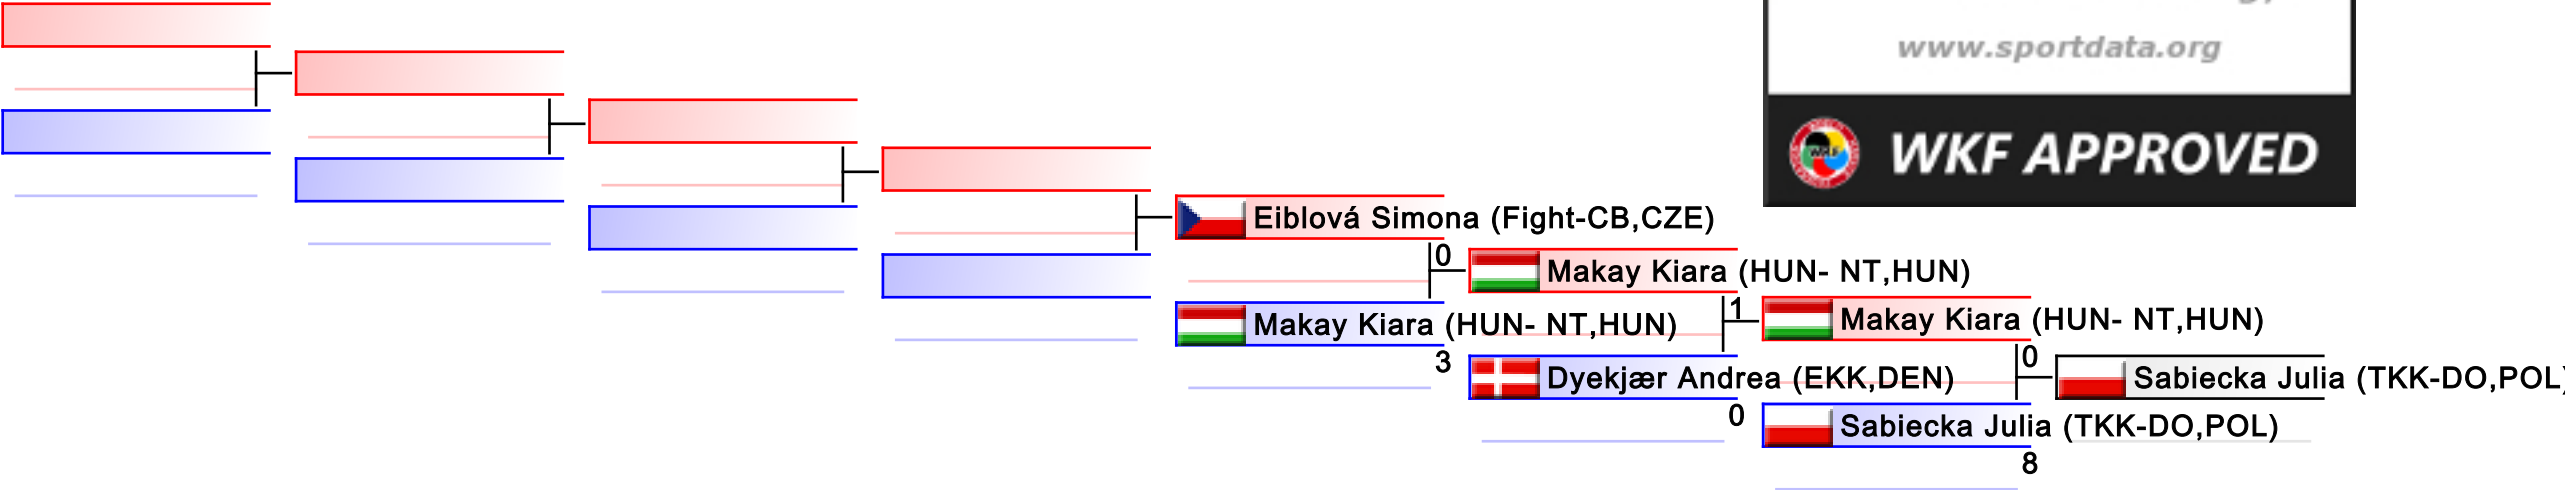 www.sportdata.org
WKF APPROVED
Eiblová Simona (Fight-CB,CZE)
0
Makay Kiara (HUN- NT,HUN)
1
Makay Kiara (HUN- NT,HUN)
Makay Kiara (HUN- NT,HUN)
3
0
Dyekjær Andrea (EKK,DEN)
Sabiecka Julia (TKK-DO,POL)
0
Sabiecka Julia (TKK-DO,POL)
8